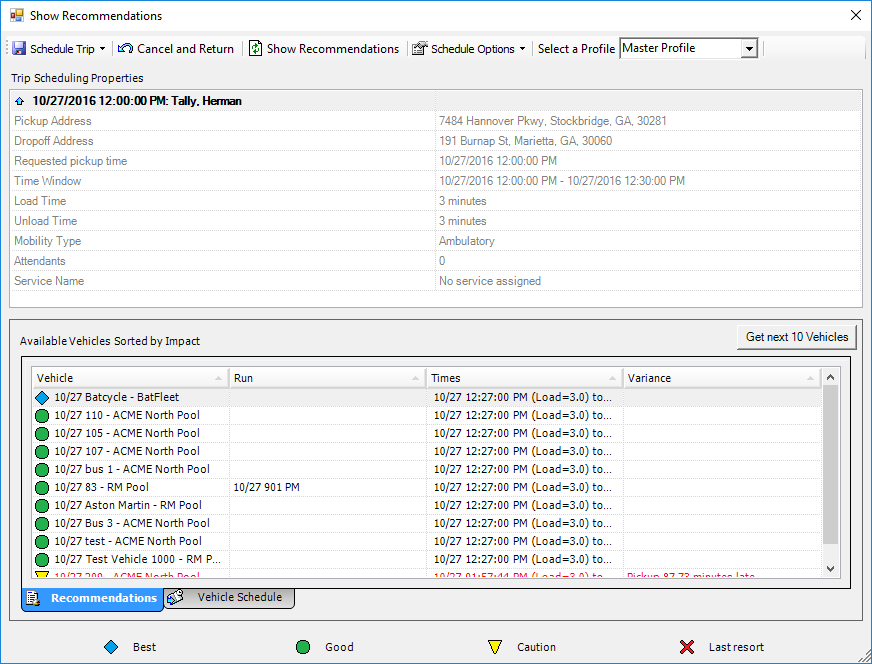 Show Recommendations
Schedule Trip Cancel and Return Show Recommendations Schedule Options Select a Profile Master Profile
Trip Scheduling Properties
10/27/2016 12:00:00 PM: Tally, Herman
Pickup Address 7484 Hannover Pkwy, Stockbridge, GA, 30281
Dropoff Address 191 Burnap St, Marietta, GA, 30060
Requested pickup time 10/27/2016 12:00:00 PM
Time Window 10/27/2016 12:00:00 PM - 10/27/2016 12:30:00 PM
Load Time 3 minutes
Unload Time 3 minutes
Mobility Type Ambulatory
Attendants 0
Service Name No service assigned
Available Vehicles Sorted by Impact Get next 10 Vehicles
Vehicle Run Times Variance
10/27 Batcycle - BatFleet 10/27 12:27:00 PM (Load=3.0) to...
10/27 110 - ACME North Pool 10/27 12:27:00 PM (Load=3.0) to...
10/27 105 - ACME North Pool 10/27 12:27:00 PM (Load=3.0) to...
10/27 107 - ACME North Pool 10/27 12:27:00 PM (Load=3.0) to...
10/27 bus 1 - ACME North Pool 10/27 12:27:00 PM (Load=3.0) to...
10/27 83 - RM Pool 10/27 901 PM 10/27 12:27:00 PM (Load=3.0) to...
10/27 Aston Martin - RM Pool 10/27 12:27:00 PM (Load=3.0) to...
10/27 Bus 3 - ACME North Pool 10/27 12:27:00 PM (Load=3.0) to...
10/27 test - ACME North Pool 10/27 12:27:00 PM (Load=3.0) to...
10/27 Test Vehicle 1000 - RM P... 10/27 12:27:00 PM (Load=3.0) to...
10/27 200 - ACME North Pool 10/27 01:57:44 PM (Load=3.0) to... Pickup 87.73 minutes late
Recommendations Vehicle Schedule
Best Good Caution Last resort